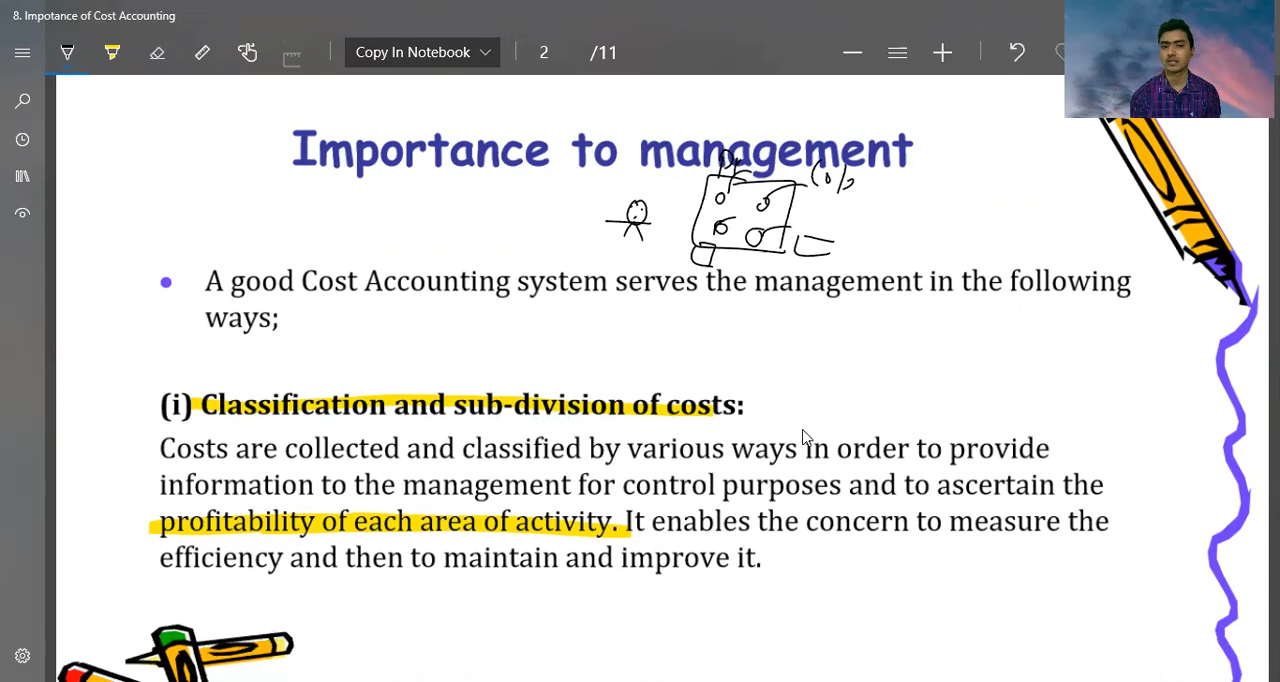 8. Impotance of Cost Accounting
Copy In Notebook
2 /11
Importance to management
A good Cost Accounting system serves the management in the following
ways;
(i) Classification and sub-division of costs:
Costs are collected and classified by various ways in order to provide
information to the management for control purposes and to ascertain the
profitability of each area of activity. It enables the concern to measure the
efficiency and then to maintain and improve it.